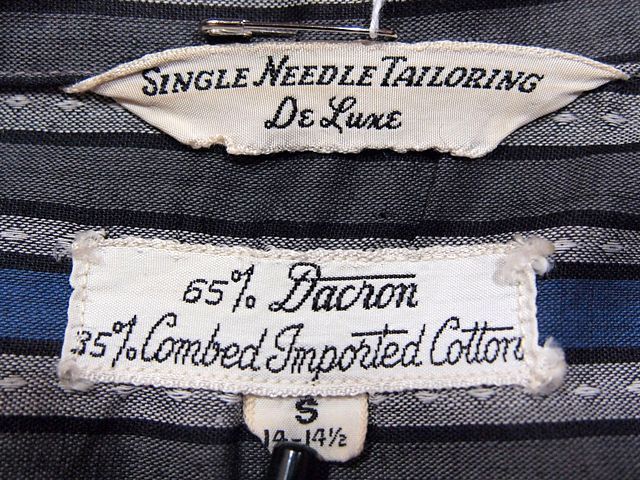 Single Needle Tailoring
De Luxe
65% Dacron
35% Combed Imported Cotton
S
14-14½